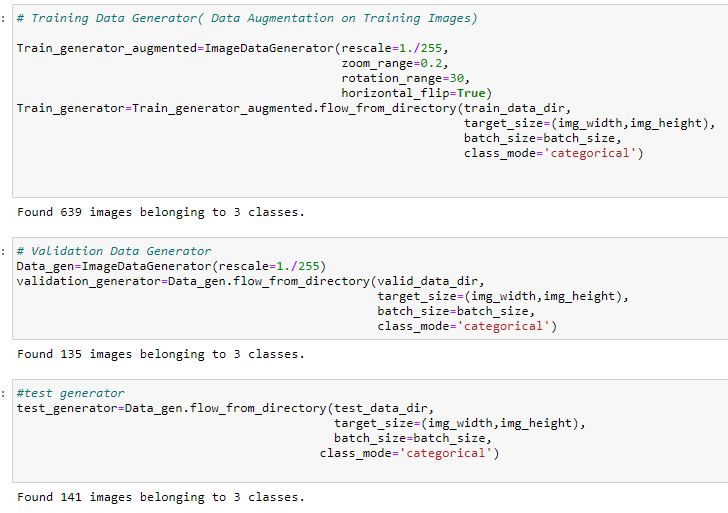 : # Training Data Generator( Data Augmentation on Training Images)
Train_generator_augmented=ImageDataGenerator(rescale=1./255,
zoom_range=0.2,
rotation_range=30,
horizontal_flip=True)
Train_generator=Train_generator_augmented.flow_from_directory(train_data_dir,
target_size=(img_width,img_height),
batch_size=batch_size,
class_mode='categorical')
Found 639 images belonging to 3 classes.
: # Validation Data Generator
Data_gen=ImageDataGenerator(rescale=1./255)
validation_generator=Data_gen.flow_from_directory(valid_data_dir,
target_size=(img_width,img_height),
batch_size=batch_size,
class_mode='categorical')
Found 135 images belonging to 3 classes.
: #test generator
test_generator=Data_gen.flow_from_directory(test_data_dir,
target_size=(img_width,img_height),
batch_size=batch_size,
class_mode='categorical')
Found 141 images belonging to 3 classes.